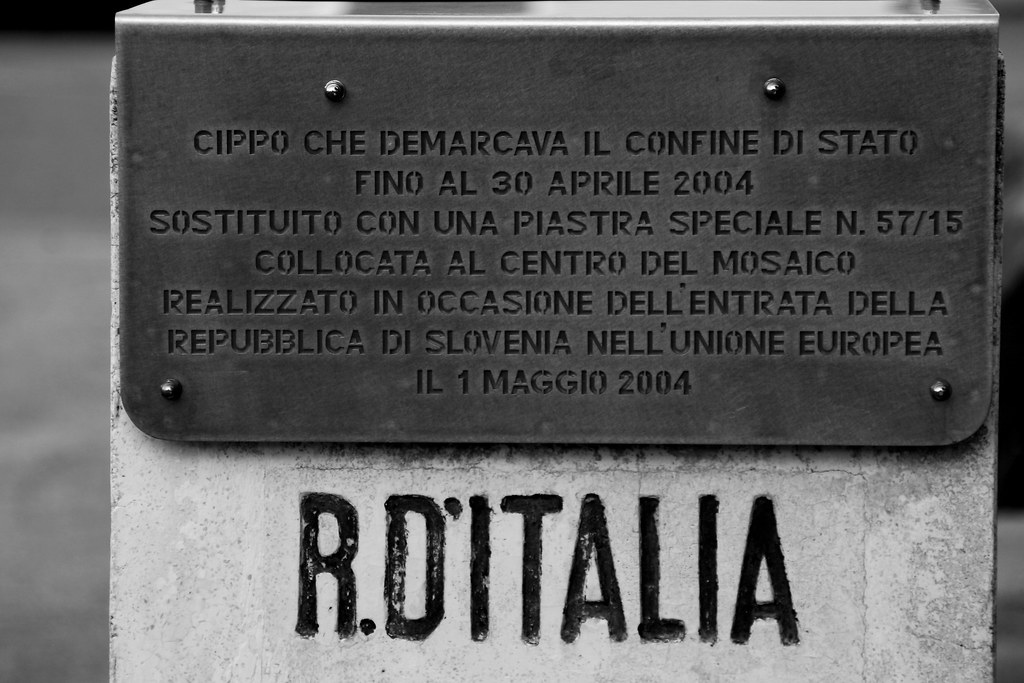 CIPPO CHE DEMARCAVA IL CONFINE DI STATO
FINO AL 30 APRILE 2004
SOSTITUITO CON UNA PIASTRA SPECIALE N. 57/15
COLLOCATA AL CENTRO DEL MOSAICO
REALIZZATO IN OCCASIONE DELL'ENTRATA DELLA
REPUBBLICA DI SLOVENIA NELL'UNIONE EUROPEA
IL 1 MAGGIO 2004
R.D'ITALIA